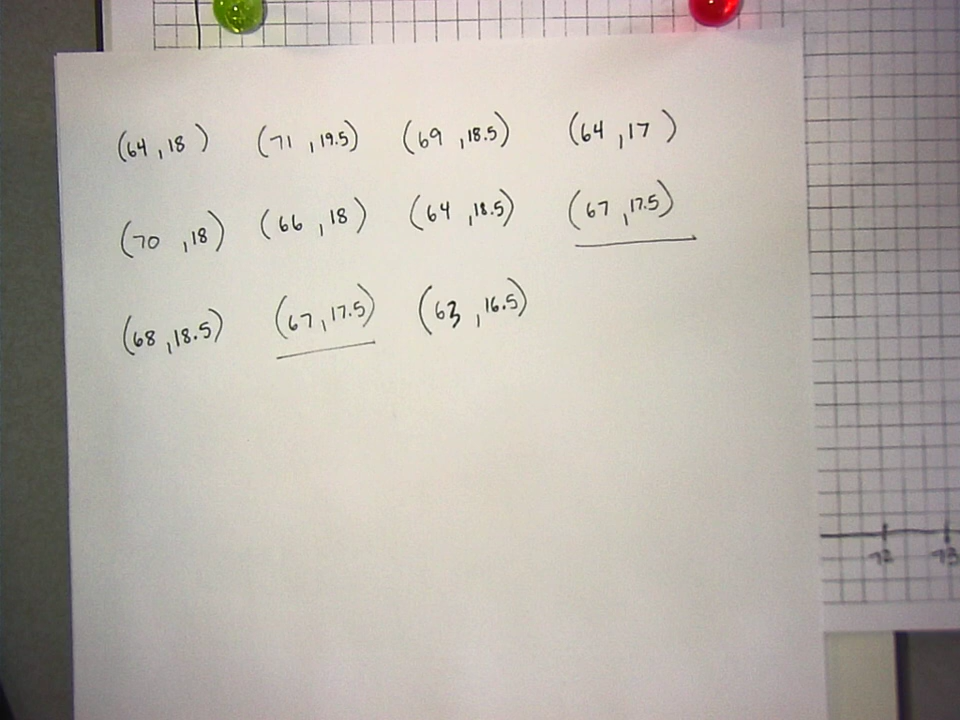 (64, 18) (71, 19.5) (69, 18.5) (64, 17)
(70, 18) (66, 18) (64, 18.5) (67, 17.5)
(68, 18.5) (67, 17.5) (63, 16.5)
72 73